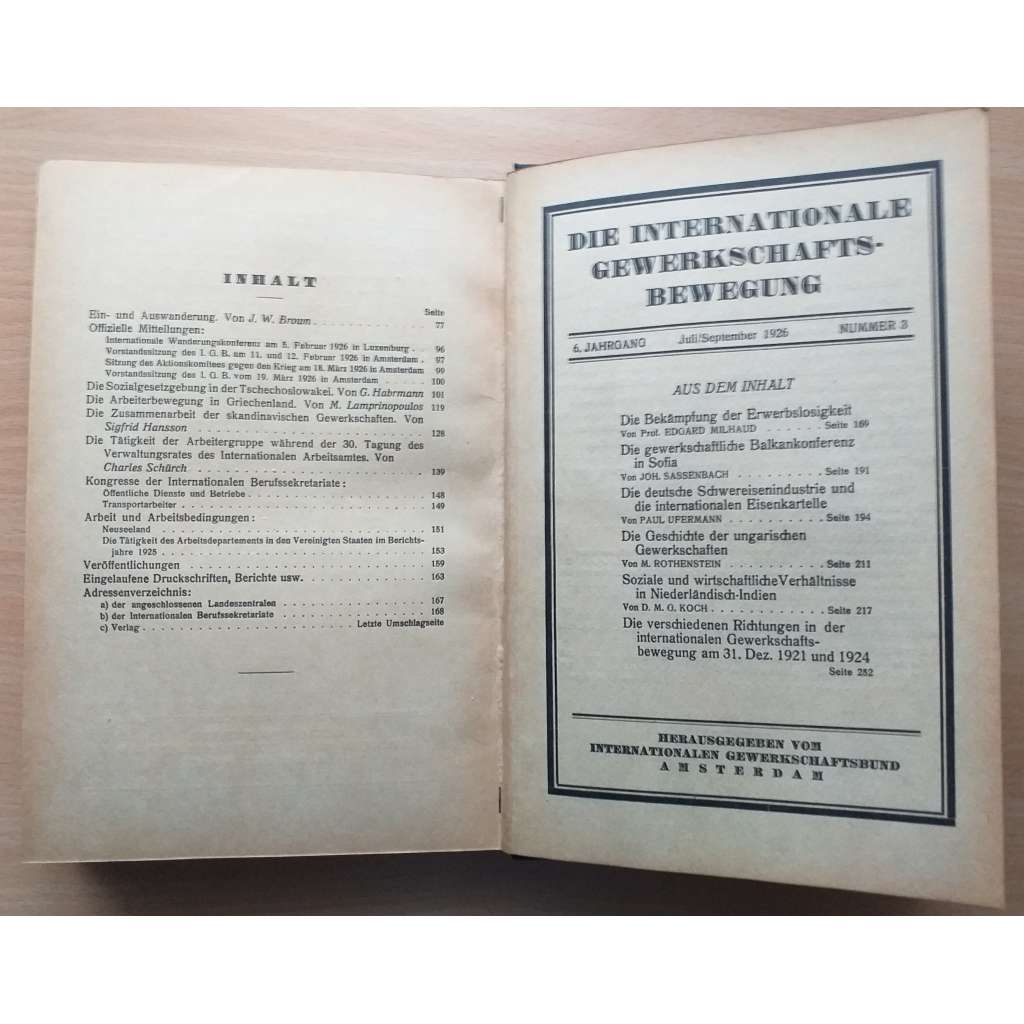 INHALT
Seite
Ein- und Auswanderung. Von J. W. Broum . . . . . . . . . . . . 77
Offizielle Mitteilungen:
Internationale Wanderungskonferenz am 5. Februar 1926 in Luxemburg . . 96
Vorstandssitzung des I. G. B. am 11. und 12. Februar 1926 in Amsterdam . 97
Sitzung des Aktionskomitees gegen den Krieg am 18. März 1926 in Amsterdam 99
Vorstandssitzung des I. G. B. vom 19. März 1926 in Amsterdam . . . . . 100
Die Sozialgesetzgebung in der Tschechoslowakei. Von G. Habrmann 101
Die Arbeiterbewegung in Griechenland. Von M. Lamprinopoulos 119
Die Zusammenarbeit der skandinavischen Gewerkschaften. Von
Sigfrid Hansson . . . . . . . . . . . . . . . . . . . . 128
Die Tätigkeit der Arbeitergruppe während der 30. Tagung des
Verwaltungsrates des Internationalen Arbeitsamtes. Von
Charles Schürch . . . . . . . . . . . . . . . . . . . . 139
Kongresse der Internationalen Berufssekretariate:
Öffentliche Dienste und Betriebe . . . . . . . . . . . . . . . 148
Transportarbeiter . . . . . . . . . . . . . . . . . . . . . 149
Arbeit und Arbeitsbedingungen:
Neuseeland . . . . . . . . . . . . . . . . . . . . . . . 151
Die Tätigkeit des Arbeitsdepartements in den Vereinigten Staaten im Berichts-
jahre 1925 . . . . . . . . . . . . . . . . . . . . . . . 153
Veröffentlichungen . . . . . . . . . . . . . . . . . . . . 159
Eingelaufene Druckschriften, Berichte usw. . . . . . . . . . . . 163
Adressenverzeichnis:
a) der angeschlossenen Landeszentralen . . . . . . . . . . . . 167
b) der Internationalen Berufssekretariate . . . . . . . . . . . . 168
c) Verlag . . . . . . . . . . . . . . . . Letzte Umschlagseite
DIE INTERNATIONALE
GEWERKSCHAFTS-
BEWEGUNG
6. JAHRGANG Juli/September 1926 NUMMER 3
AUS DEM INHALT
Die Bekämpfung der Erwerbslosigkeit
Von Prof. EDGARD MILHAUD . . . . . . Seite 169
Die gewerkschaftliche Balkankonferenz
in Sofia
Von JOH. SASSENBACH . . . . . . . . Seite 191
Die deutsche Schwereisenindustrie und
die internationalen Eisenkartelle
Von PAUL UFERMANN . . . . . . . . Seite 194
Die Geschichte der ungarischen
Gewerkschaften
Von M. ROTHENSTEIN . . . . . . . . Seite 211
Soziale und wirtschaftliche Verhältnisse
in Niederländisch-Indien
Von D. M. G. KOCH . . . . . . . . . Seite 217
Die verschiedenen Richtungen in der
internationalen Gewerkschafts-
bewegung am 31. Dez. 1921 und 1924
Seite 252
HERAUSGEGEBEN VOM
INTERNATIONALEN GEWERKSCHAFTSBUND
AMSTERDAM